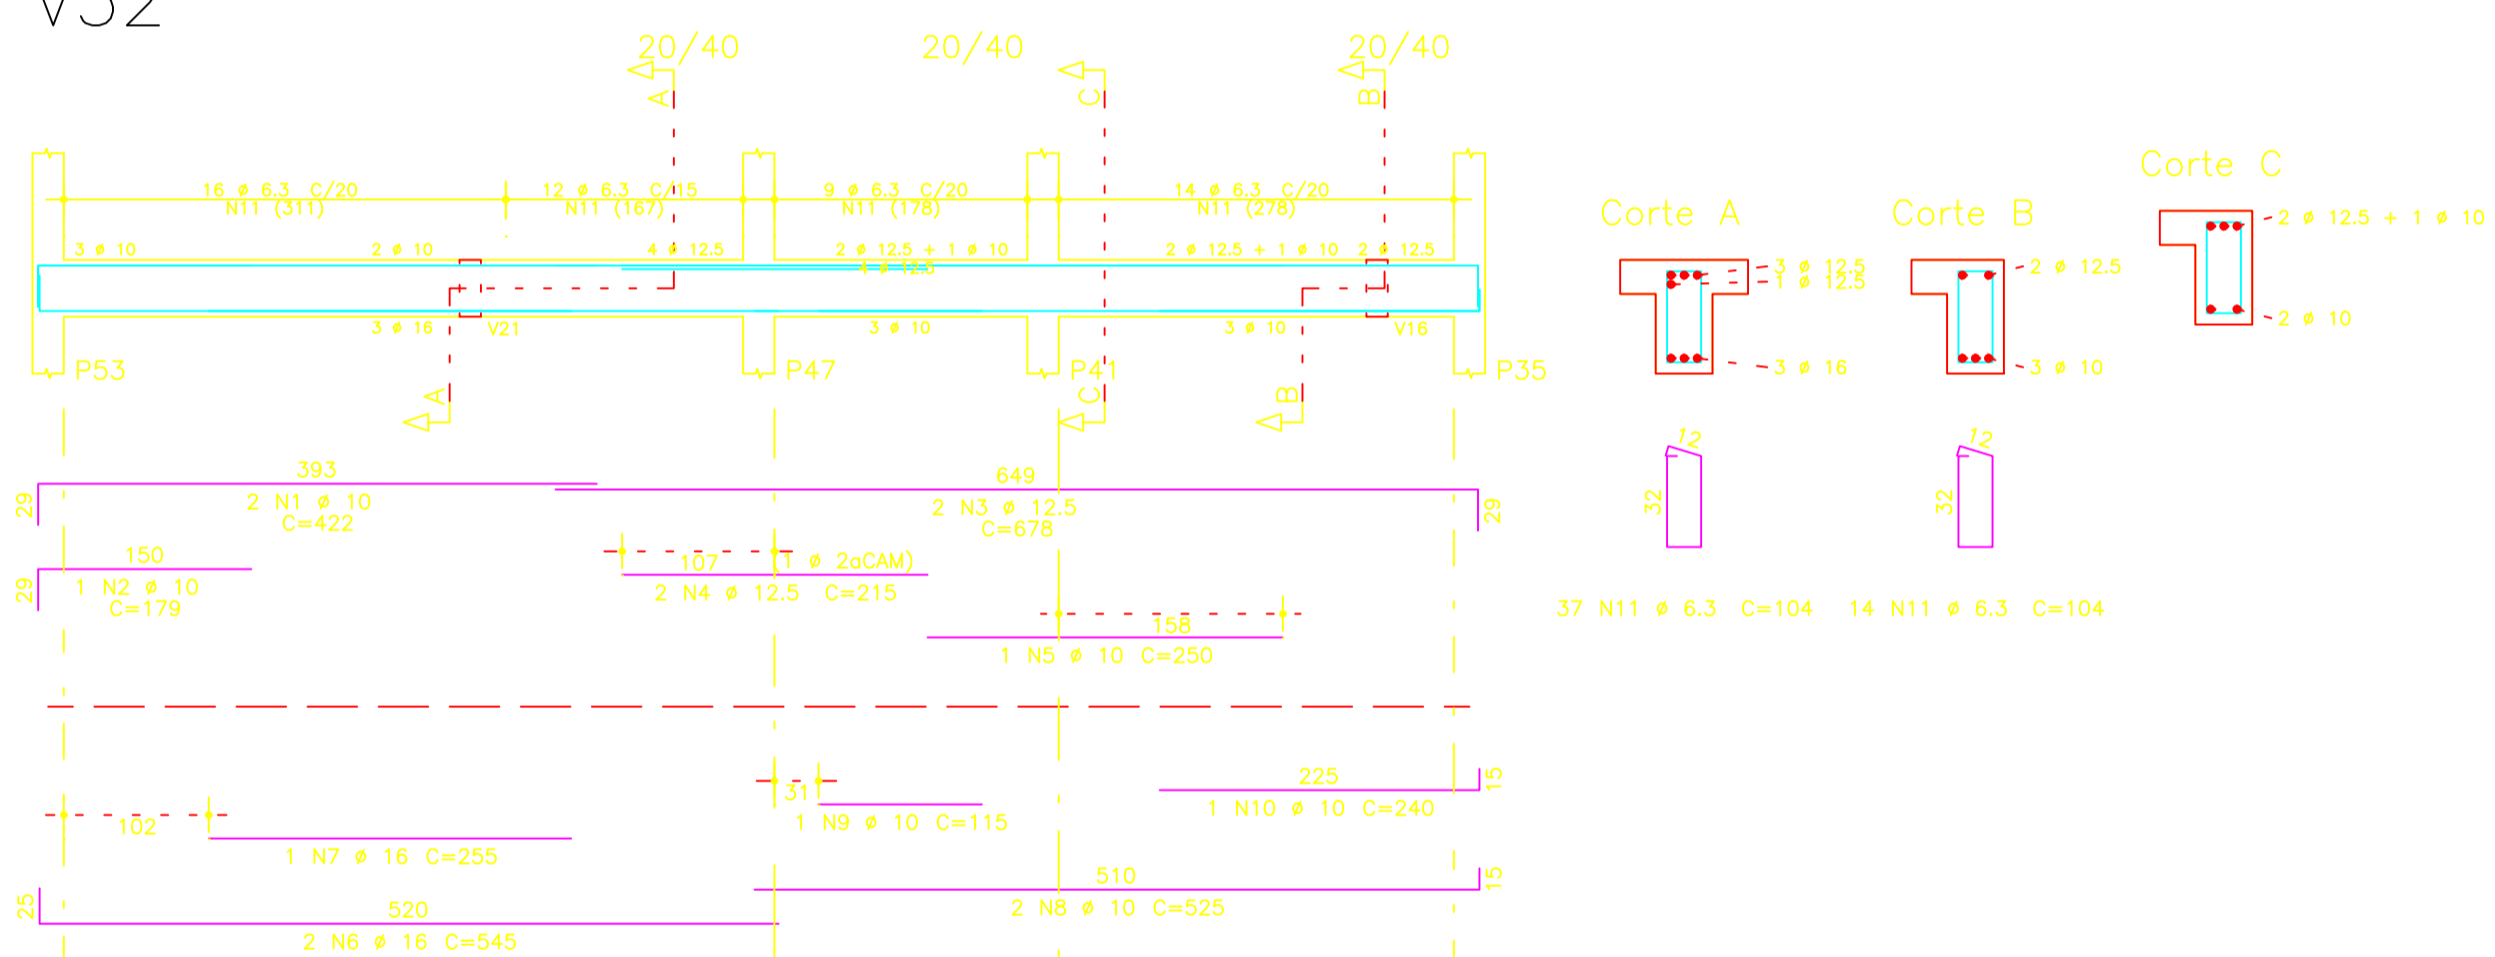 V32
20/40 20/40 20/40
A C B
16 ø 6.3 C/20 12 ø 6.3 C/15 9 ø 6.3 C/20 14 ø 6.3 C/20
N11 (311) N11 (167) N11 (178) N11 (278)
3 ø 10 2 ø 10 4 ø 12.5 2 ø 12.5 + 1 ø 10 2 ø 12.5 + 1 ø 10 2 ø 12.5
4 ø 12.5
3 ø 16 V21 3 ø 10 3 ø 10 V16
P53 P47 P41 P35
A C B
Corte A
3 ø 12.5
1 ø 12.5
3 ø 16
Corte B
2 ø 12.5
3 ø 10
Corte C
2 ø 12.5 + 1 ø 10
2 ø 10
12
32
37 N11 ø 6.3 C=104
12
32
14 N11 ø 6.3 C=104
393
29
2 N1 ø 10
C=422
649
29
2 N3 ø 12.5
C=678
150
29
1 N2 ø 10
C=179
107
(1 ø 2aCAM)
2 N4 ø 12.5 C=215
158
1 N5 ø 10 C=250
225
15
1 N10 ø 10 C=240
31
1 N9 ø 10 C=115
102
1 N7 ø 16 C=255
510
15
2 N8 ø 10 C=525
520
25
2 N6 ø 16 C=545